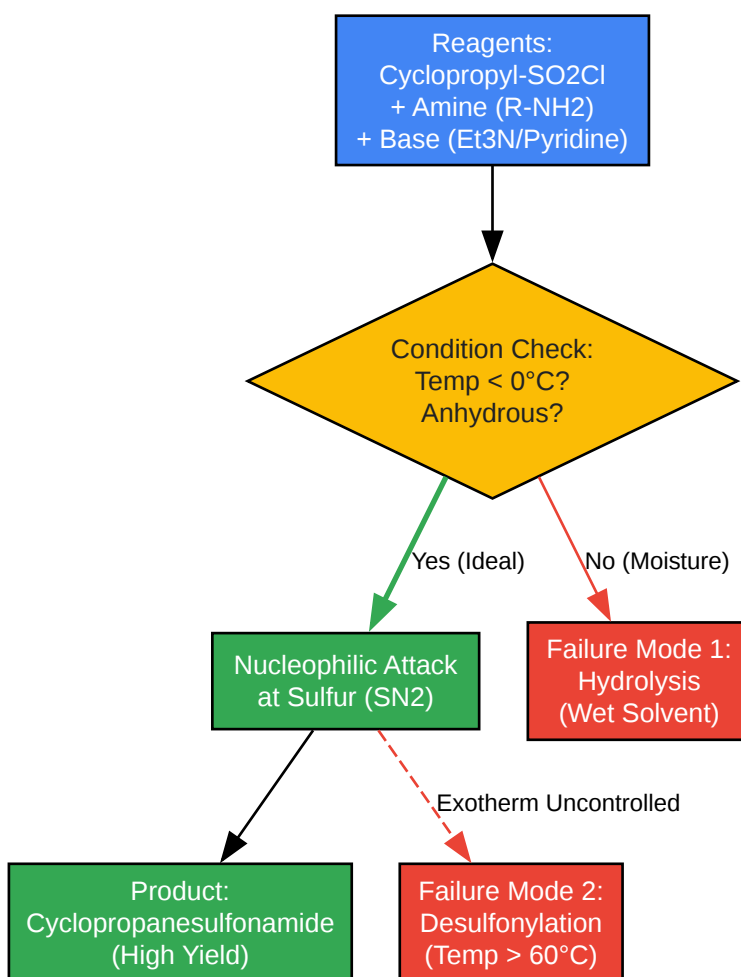 Reagents:
Cyclopropyl-SO2Cl
+ Amine (R-NH2)
+ Base (Et3N/Pyridine)
Condition Check:
Temp < 0°C?
Anhydrous?
Yes (Ideal)
No (Moisture)
Nucleophilic Attack
at Sulfur (SN2)
Failure Mode 1:
Hydrolysis
(Wet Solvent)
Exotherm Uncontrolled
Product:
Cyclopropanesulfonamide
(High Yield)
Failure Mode 2:
Desulfonylation
(Temp > 60°C)